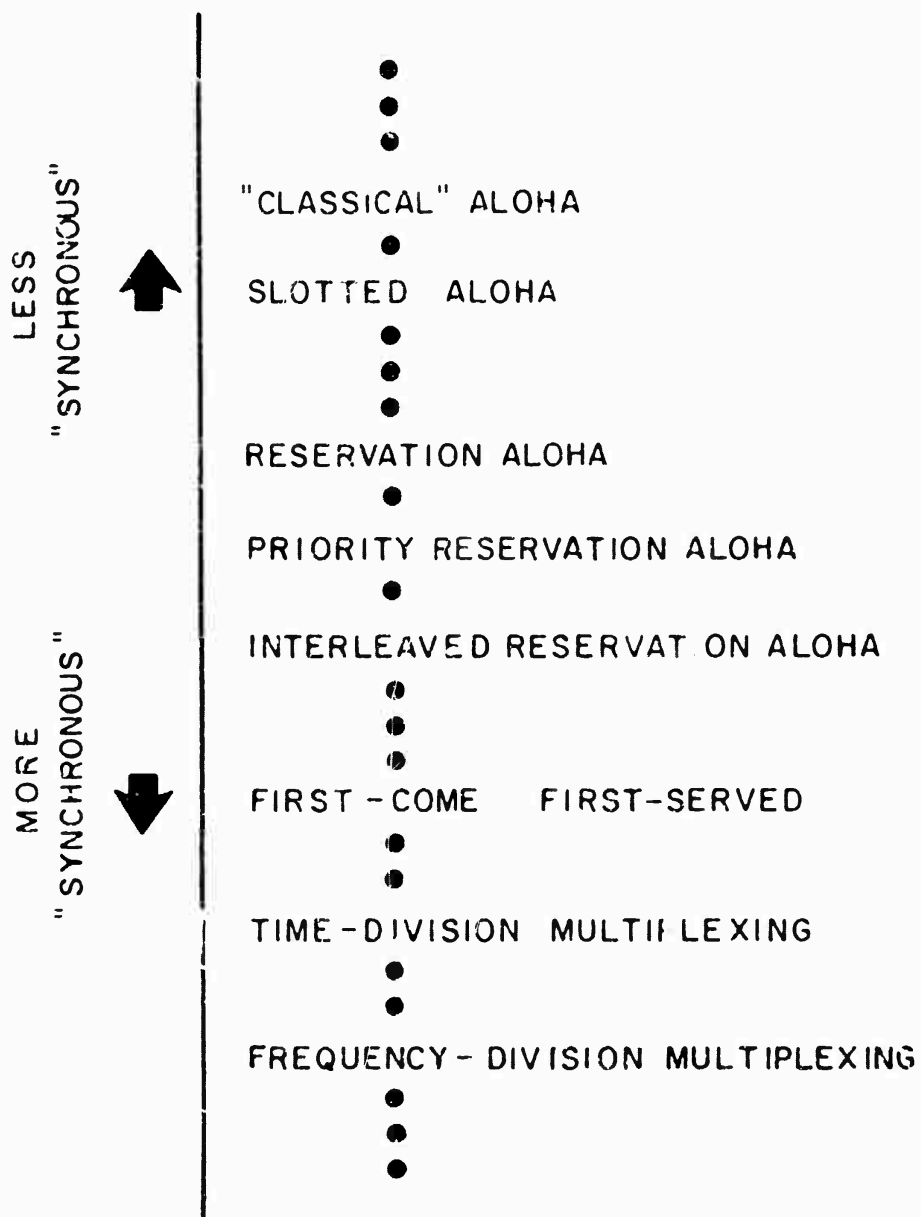 LESS
"SYNCHRONOUS"
"CLASSICAL" ALOHA
SLOTTED ALOHA
RESERVATION ALOHA
PRIORITY RESERVATION ALOHA
INTERLEAVED RESERVAT ON ALOHA
MORE
"SYNCHRONOUS"
FIRST-COME FIRST-SERVED
TIME-DIVISION MULTIPLEXING
FREQUENCY-DIVISION MULTIPLEXING